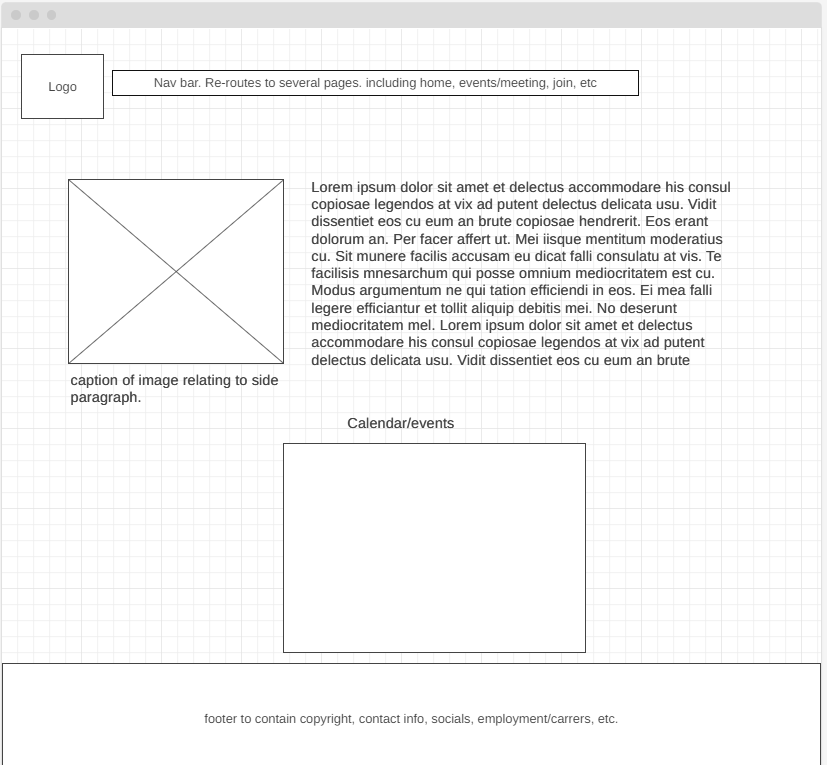 Logo
Nav bar. Re-routes to several pages. including home, events/meeting, join, etc
Lorem ipsum dolor sit amet et delectus accommodare his consul
copiosae legendos at vix ad putent delectus delicata usu. Vidit
dissentiet eos cu eum an brute copiosae hendrerit. Eos erant
dolorum an. Per facer affert ut. Mei iisque mentitum moderatius
cu. Sit munere facilis accusam eu dicat falli consulatu at vis. Te
facilisis mnesarchum qui posse omnium mediocritatem est cu.
Modus argumentum ne qui tation efficiendi in eos. Ei mea falli
legere efficiantur et tollit aliquip debitis mei. No deserunt
mediocritatem mel. Lorem ipsum dolor sit amet et delectus
accommodare his consul copiosae legendos at vix ad putent
delectus delicata usu. Vidit dissentiet eos cu eum an brute
caption of image relating to side
paragraph.
Calendar/events
footer to contain copyright, contact info, socials, employment/carrers, etc.